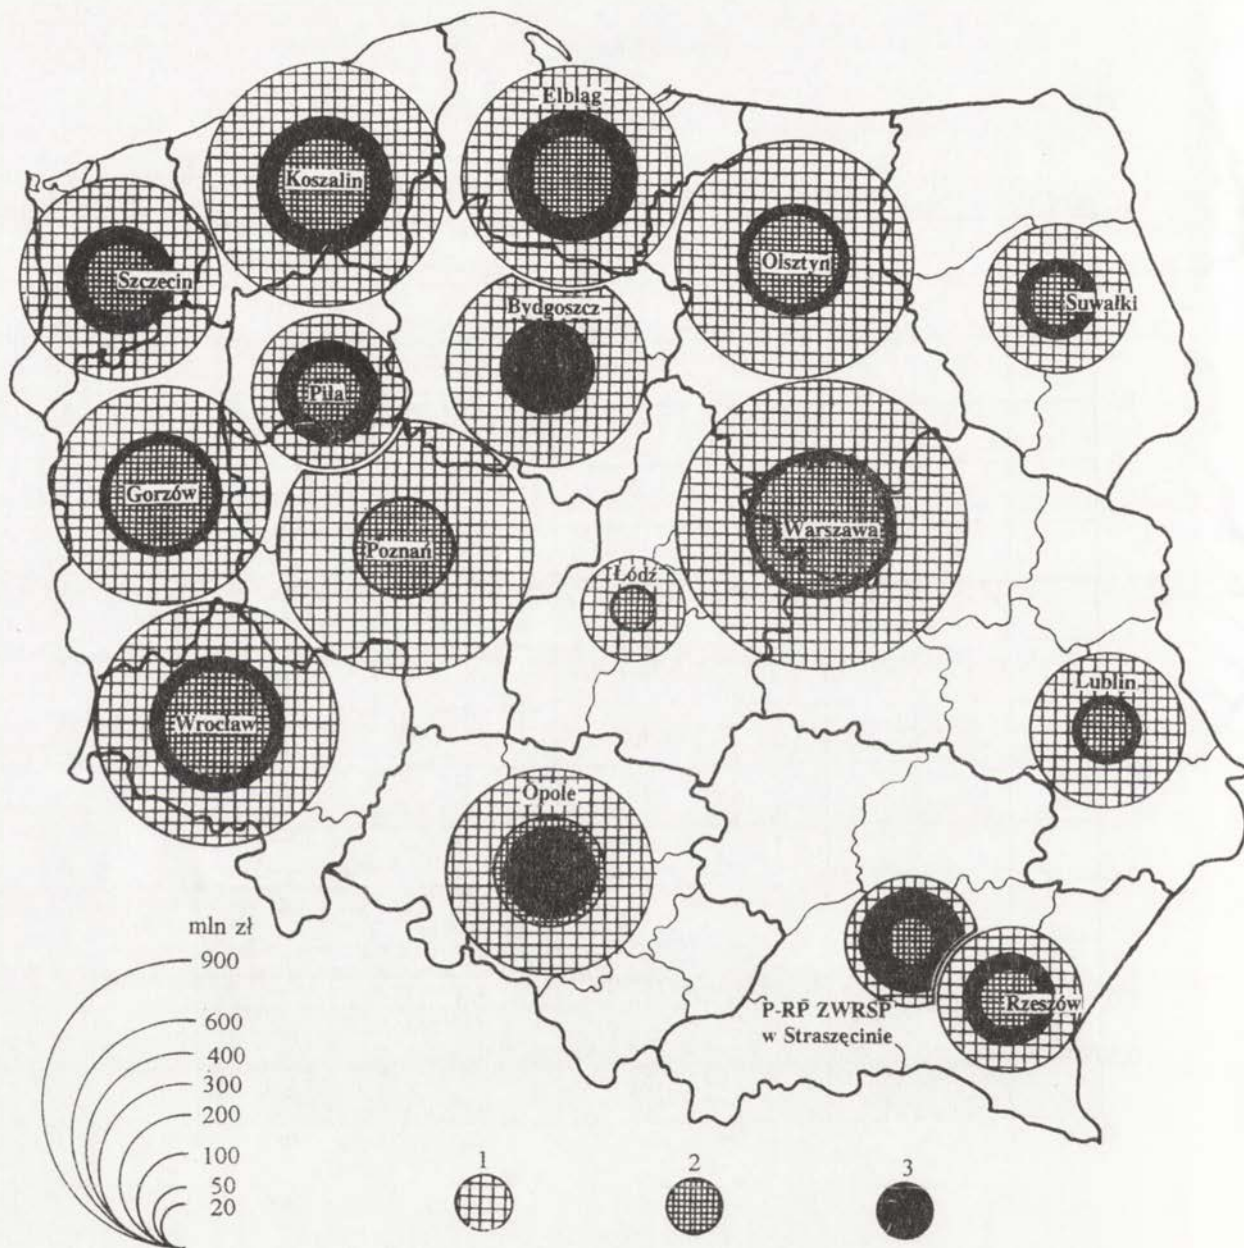 Elbląg
Koszalin
Szczecin
Olsztyn
Suwałki
Bydgoszcz
Piła
Gorzów
Poznań
Warszawa
Łódź
Wrocław
Lublin
Opole
P-RP ZWRSP
w Straszęcinie
Rzeszów
mln zł
900
600
400
300
200
100
50
20
1
2
3